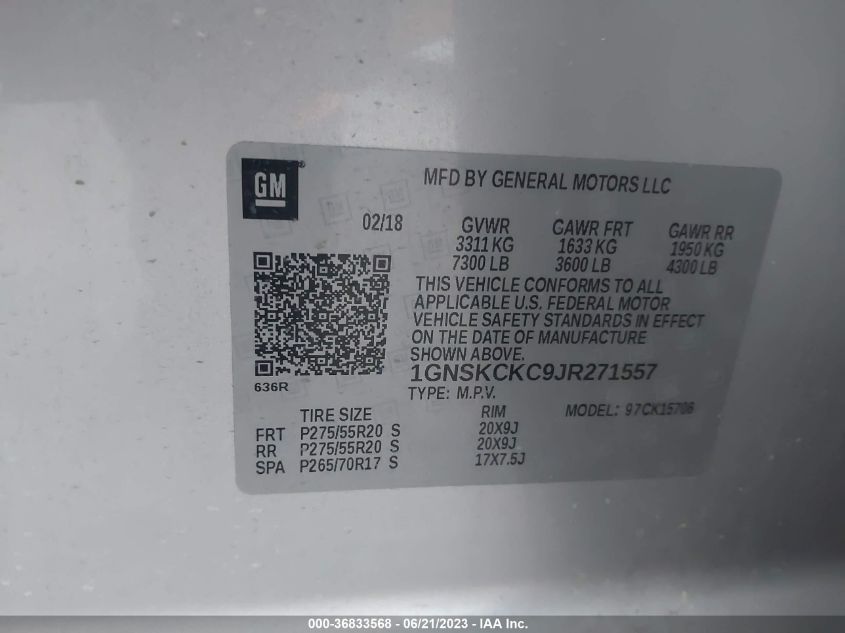 GM
MFD BY GENERAL MOTORS LLC
02/18
GVWR GAWR FRT GAWR RR
3311 KG 1633 KG 1950 KG
7300 LB 3600 LB 4300 LB
THIS VEHICLE CONFORMS TO ALL
APPLICABLE U.S. FEDERAL MOTOR
VEHICLE SAFETY STANDARDS IN EFFECT
ON THE DATE OF MANUFACTURE
SHOWN ABOVE.
636R
1GNSKCKC9JR271557
TYPE: M.P.V.
TIRE SIZE RIM MODEL: 97CK15706
FRT P275/55R20 S 20X9J
RR P275/55R20 S 20X9J
SPA P265/70R17 S 17X7.5J
000-36833568 - 06/21/2023 - IAA Inc.